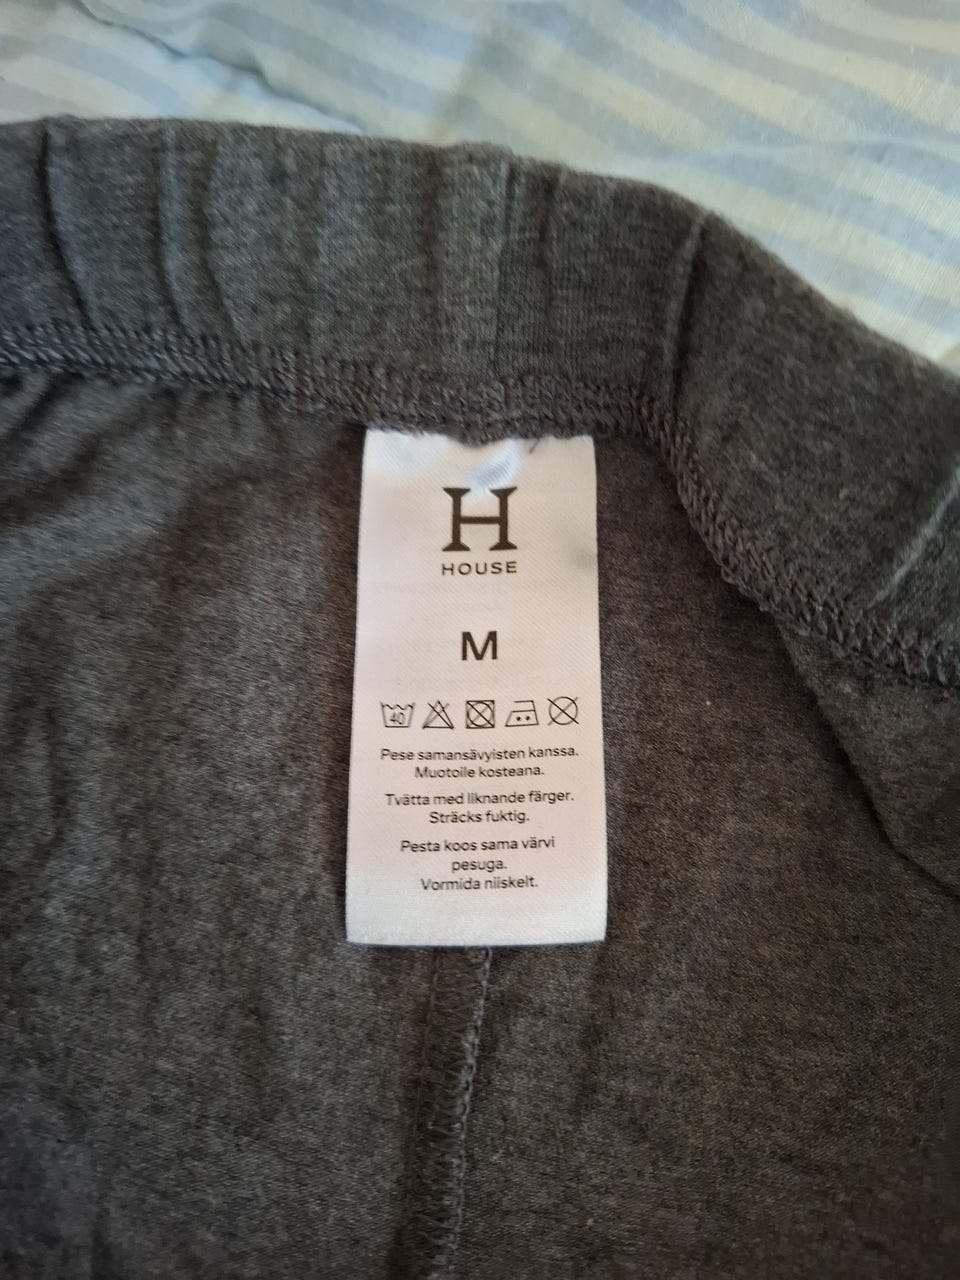 H
HOUSE
M
40
Pese samansävyisten kanssa.
Muotoile kosteana.
Tvätta med liknande färger.
Sträcks fuktig.
Pesta koos sama värvi
pesuga.
Vormida niiskelt.